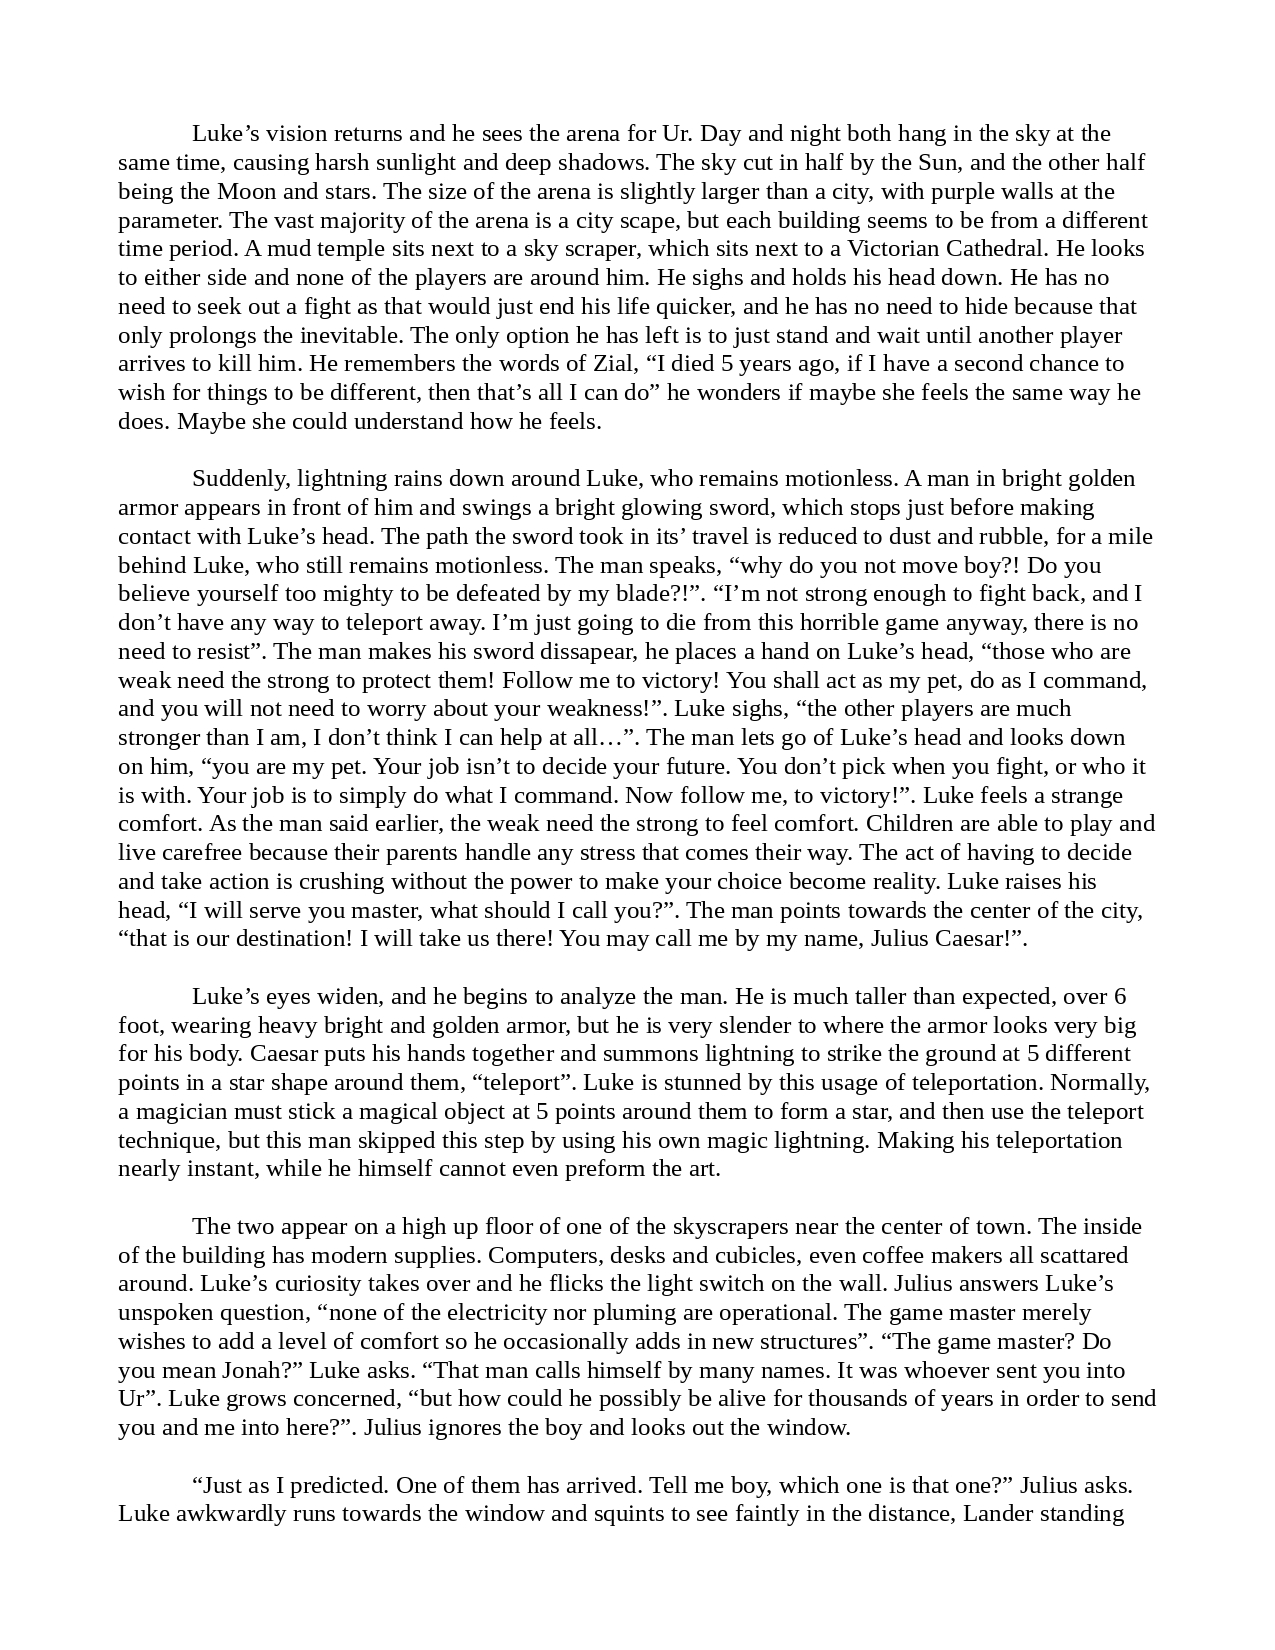 Luke’s vision returns and he sees the arena for Ur. Day and night both hang in the sky at the
same time, causing harsh sunlight and deep shadows. The sky cut in half by the Sun, and the other half
being the Moon and stars. The size of the arena is slightly larger than a city, with purple walls at the
parameter. The vast majority of the arena is a city scape, but each building seems to be from a different
time period. A mud temple sits next to a sky scraper, which sits next to a Victorian Cathedral. He looks
to either side and none of the players are around him. He sighs and holds his head down. He has no
need to seek out a fight as that would just end his life quicker, and he has no need to hide because that
only prolongs the inevitable. The only option he has left is to just stand and wait until another player
arrives to kill him. He remembers the words of Zial, “I died 5 years ago, if I have a second chance to
wish for things to be different, then that’s all I can do” he wonders if maybe she feels the same way he
does. Maybe she could understand how he feels.
Suddenly, lightning rains down around Luke, who remains motionless. A man in bright golden
armor appears in front of him and swings a bright glowing sword, which stops just before making
contact with Luke’s head. The path the sword took in its’ travel is reduced to dust and rubble, for a mile
behind Luke, who still remains motionless. The man speaks, “why do you not move boy?! Do you
believe yourself too mighty to be defeated by my blade?!”. “I’m not strong enough to fight back, and I
don’t have any way to teleport away. I’m just going to die from this horrible game anyway, there is no
need to resist”. The man makes his sword dissapear, he places a hand on Luke’s head, “those who are
weak need the strong to protect them! Follow me to victory! You shall act as my pet, do as I command,
and you will not need to worry about your weakness!”. Luke sighs, “the other players are much
stronger than I am, I don’t think I can help at all…”. The man lets go of Luke’s head and looks down
on him, “you are my pet. Your job isn’t to decide your future. You don’t pick when you fight, or who it
is with. Your job is to simply do what I command. Now follow me, to victory!”. Luke feels a strange
comfort. As the man said earlier, the weak need the strong to feel comfort. Children are able to play and
live carefree because their parents handle any stress that comes their way. The act of having to decide
and take action is crushing without the power to make your choice become reality. Luke raises his
head, “I will serve you master, what should I call you?”. The man points towards the center of the city,
“that is our destination! I will take us there! You may call me by my name, Julius Caesar!”.
Luke’s eyes widen, and he begins to analyze the man. He is much taller than expected, over 6
foot, wearing heavy bright and golden armor, but he is very slender to where the armor looks very big
for his body. Caesar puts his hands together and summons lightning to strike the ground at 5 different
points in a star shape around them, “teleport”. Luke is stunned by this usage of teleportation. Normally,
a magician must stick a magical object at 5 points around them to form a star, and then use the teleport
technique, but this man skipped this step by using his own magic lightning. Making his teleportation
nearly instant, while he himself cannot even preform the art.
The two appear on a high up floor of one of the skyscrapers near the center of town. The inside
of the building has modern supplies. Computers, desks and cubicles, even coffee makers all scattared
around. Luke’s curiosity takes over and he flicks the light switch on the wall. Julius answers Luke’s
unspoken question, “none of the electricity nor pluming are operational. The game master merely
wishes to add a level of comfort so he occasionally adds in new structures”. “The game master? Do
you mean Jonah?” Luke asks. “That man calls himself by many names. It was whoever sent you into
Ur”. Luke grows concerned, “but how could he possibly be alive for thousands of years in order to send
you and me into here?”. Julius ignores the boy and looks out the window.
“Just as I predicted. One of them has arrived. Tell me boy, which one is that one?” Julius asks.
Luke awkwardly runs towards the window and squints to see faintly in the distance, Lander standing